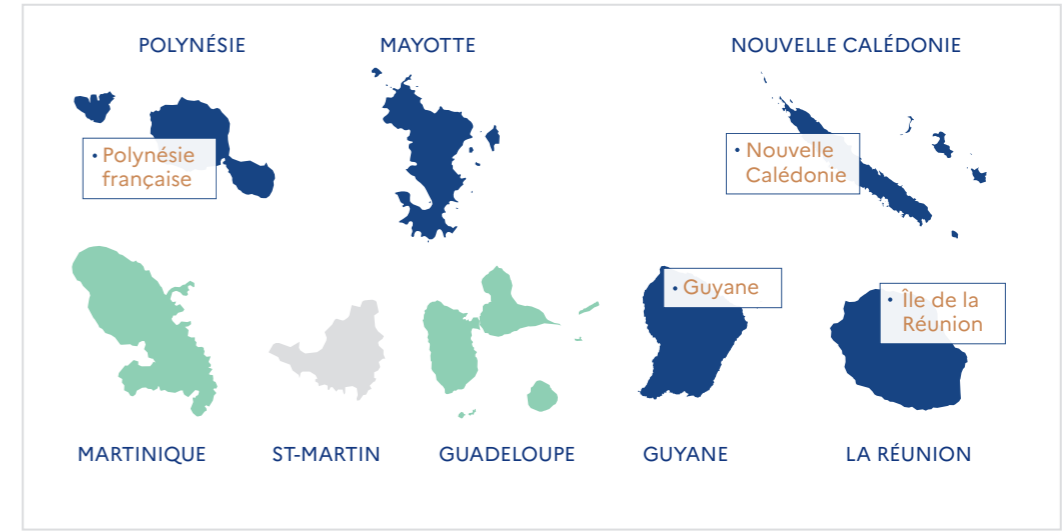 POLYNÉSIE
MAYOTTE
NOUVELLE CALÉDONIE
• Polynésie
française
• Nouvelle
Calédonie
• Guyane
• Île de la
Réunion
MARTINIQUE
ST-MARTIN
GUADELOUPE
GUYANE
LA RÉUNION